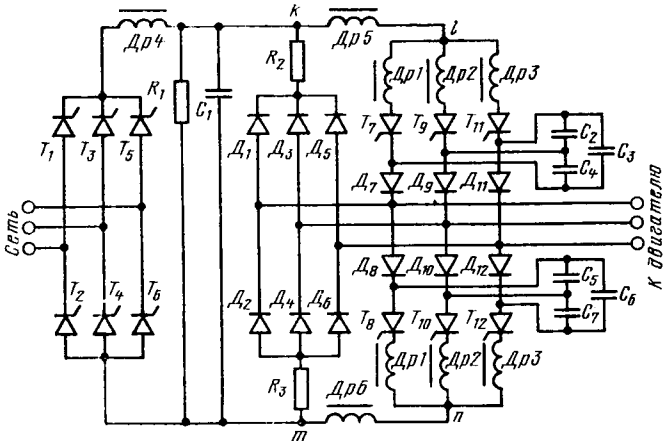 Др4
k
Др5
l
R1
C1
R2
Др1
Др2
Др3
T1
T3
T5
Д1
Д3
Д5
T7
T9
T11
C2
C3
C4
Д7
Д9
Д11
Сеть
К двигателю
Д8
Д10
Д12
T2
T4
T6
Д2
Д4
Д6
C5
C6
C7
T8
T10
T12
R3
Др6
Др1
Др2
Др3
m
n